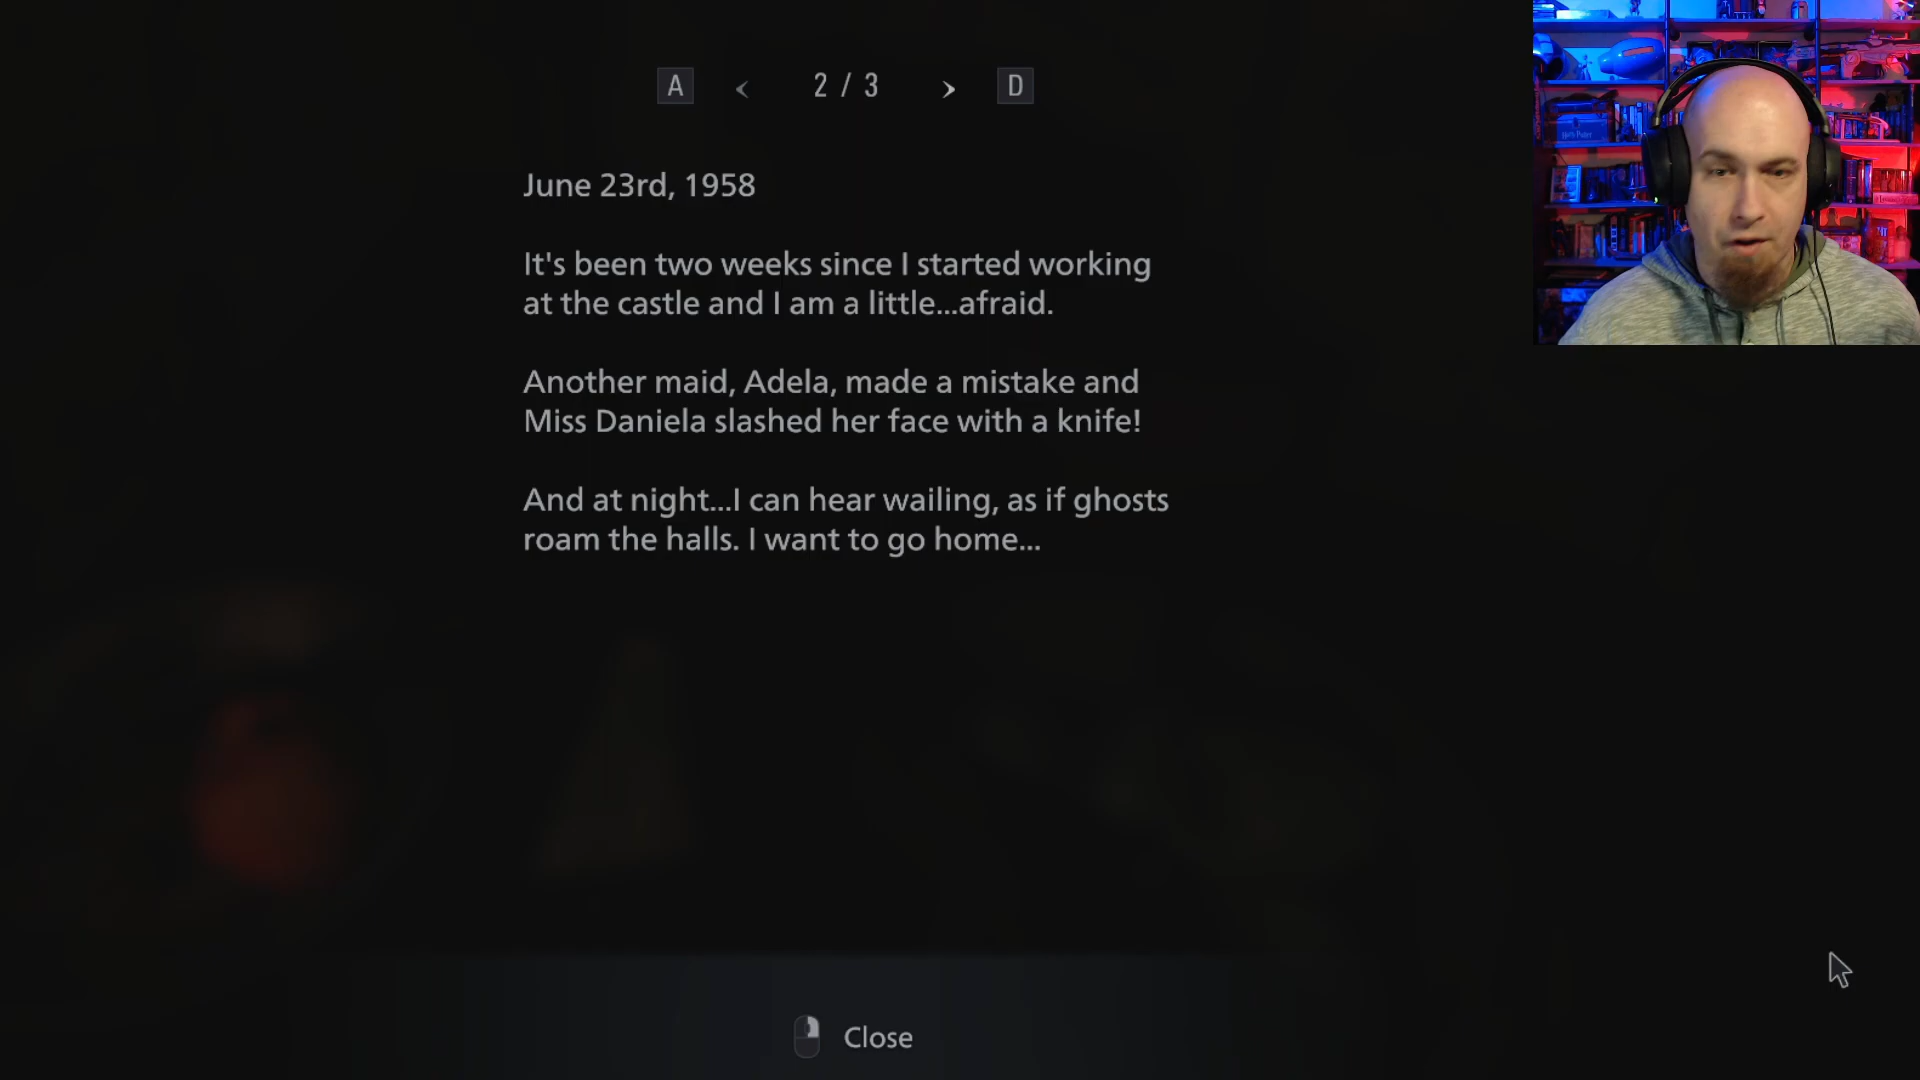 A < 2 / 3 > D
June 23rd, 1958
It's been two weeks since I started working
at the castle and I am a little...afraid.
Another maid, Adela, made a mistake and
Miss Daniela slashed her face with a knife!
And at night...I can hear wailing, as if ghosts
roam the halls. I want to go home...
Close
Harry Potter